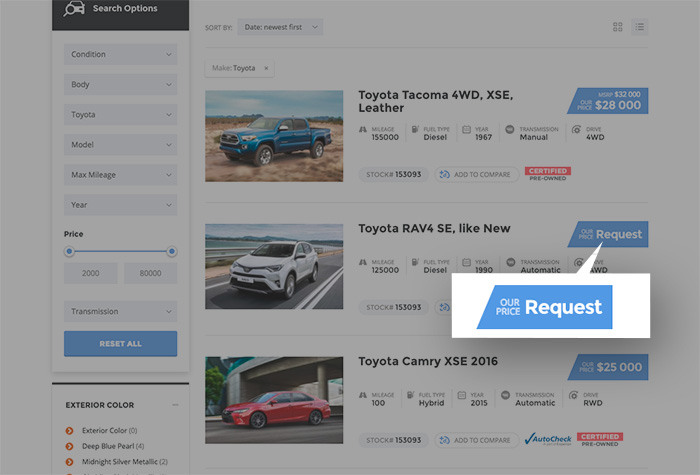 Search Options
Condition
Body
Toyota
Model
Max Mileage
Year
Price
2000 80000
Transmission
RESET ALL
EXTERIOR COLOR
Exterior Color (0)
Deep Blue Pearl (4)
Midnight Silver Metallic (2)
SORT BY: Date: newest first
Make: Toyota ×
Toyota Tacoma 4WD, XSE,
Leather
MSRP $32 000
OUR PRICE $28 000
MILEAGE FUEL TYPE YEAR TRANSMISSION DRIVE
155000 Diesel 1967 Manual 4WD
STOCK# 153093 ADD TO COMPARE CERTIFIED
PRE-OWNED
Toyota RAV4 SE, like New
OUR PRICE Request
MILEAGE FUEL TYPE YEAR TRANSMISSION
125000 Diesel 1990 Automatic AWD
STOCK# 153093
OUR PRICE Request
Toyota Camry XSE 2016
OUR PRICE $25 000
MILEAGE FUEL TYPE YEAR TRANSMISSION DRIVE
100 Hybrid 2015 Automatic RWD
STOCK# 153093 ADD TO COMPARE AutoCheck CERTIFIED
PRE-OWNED